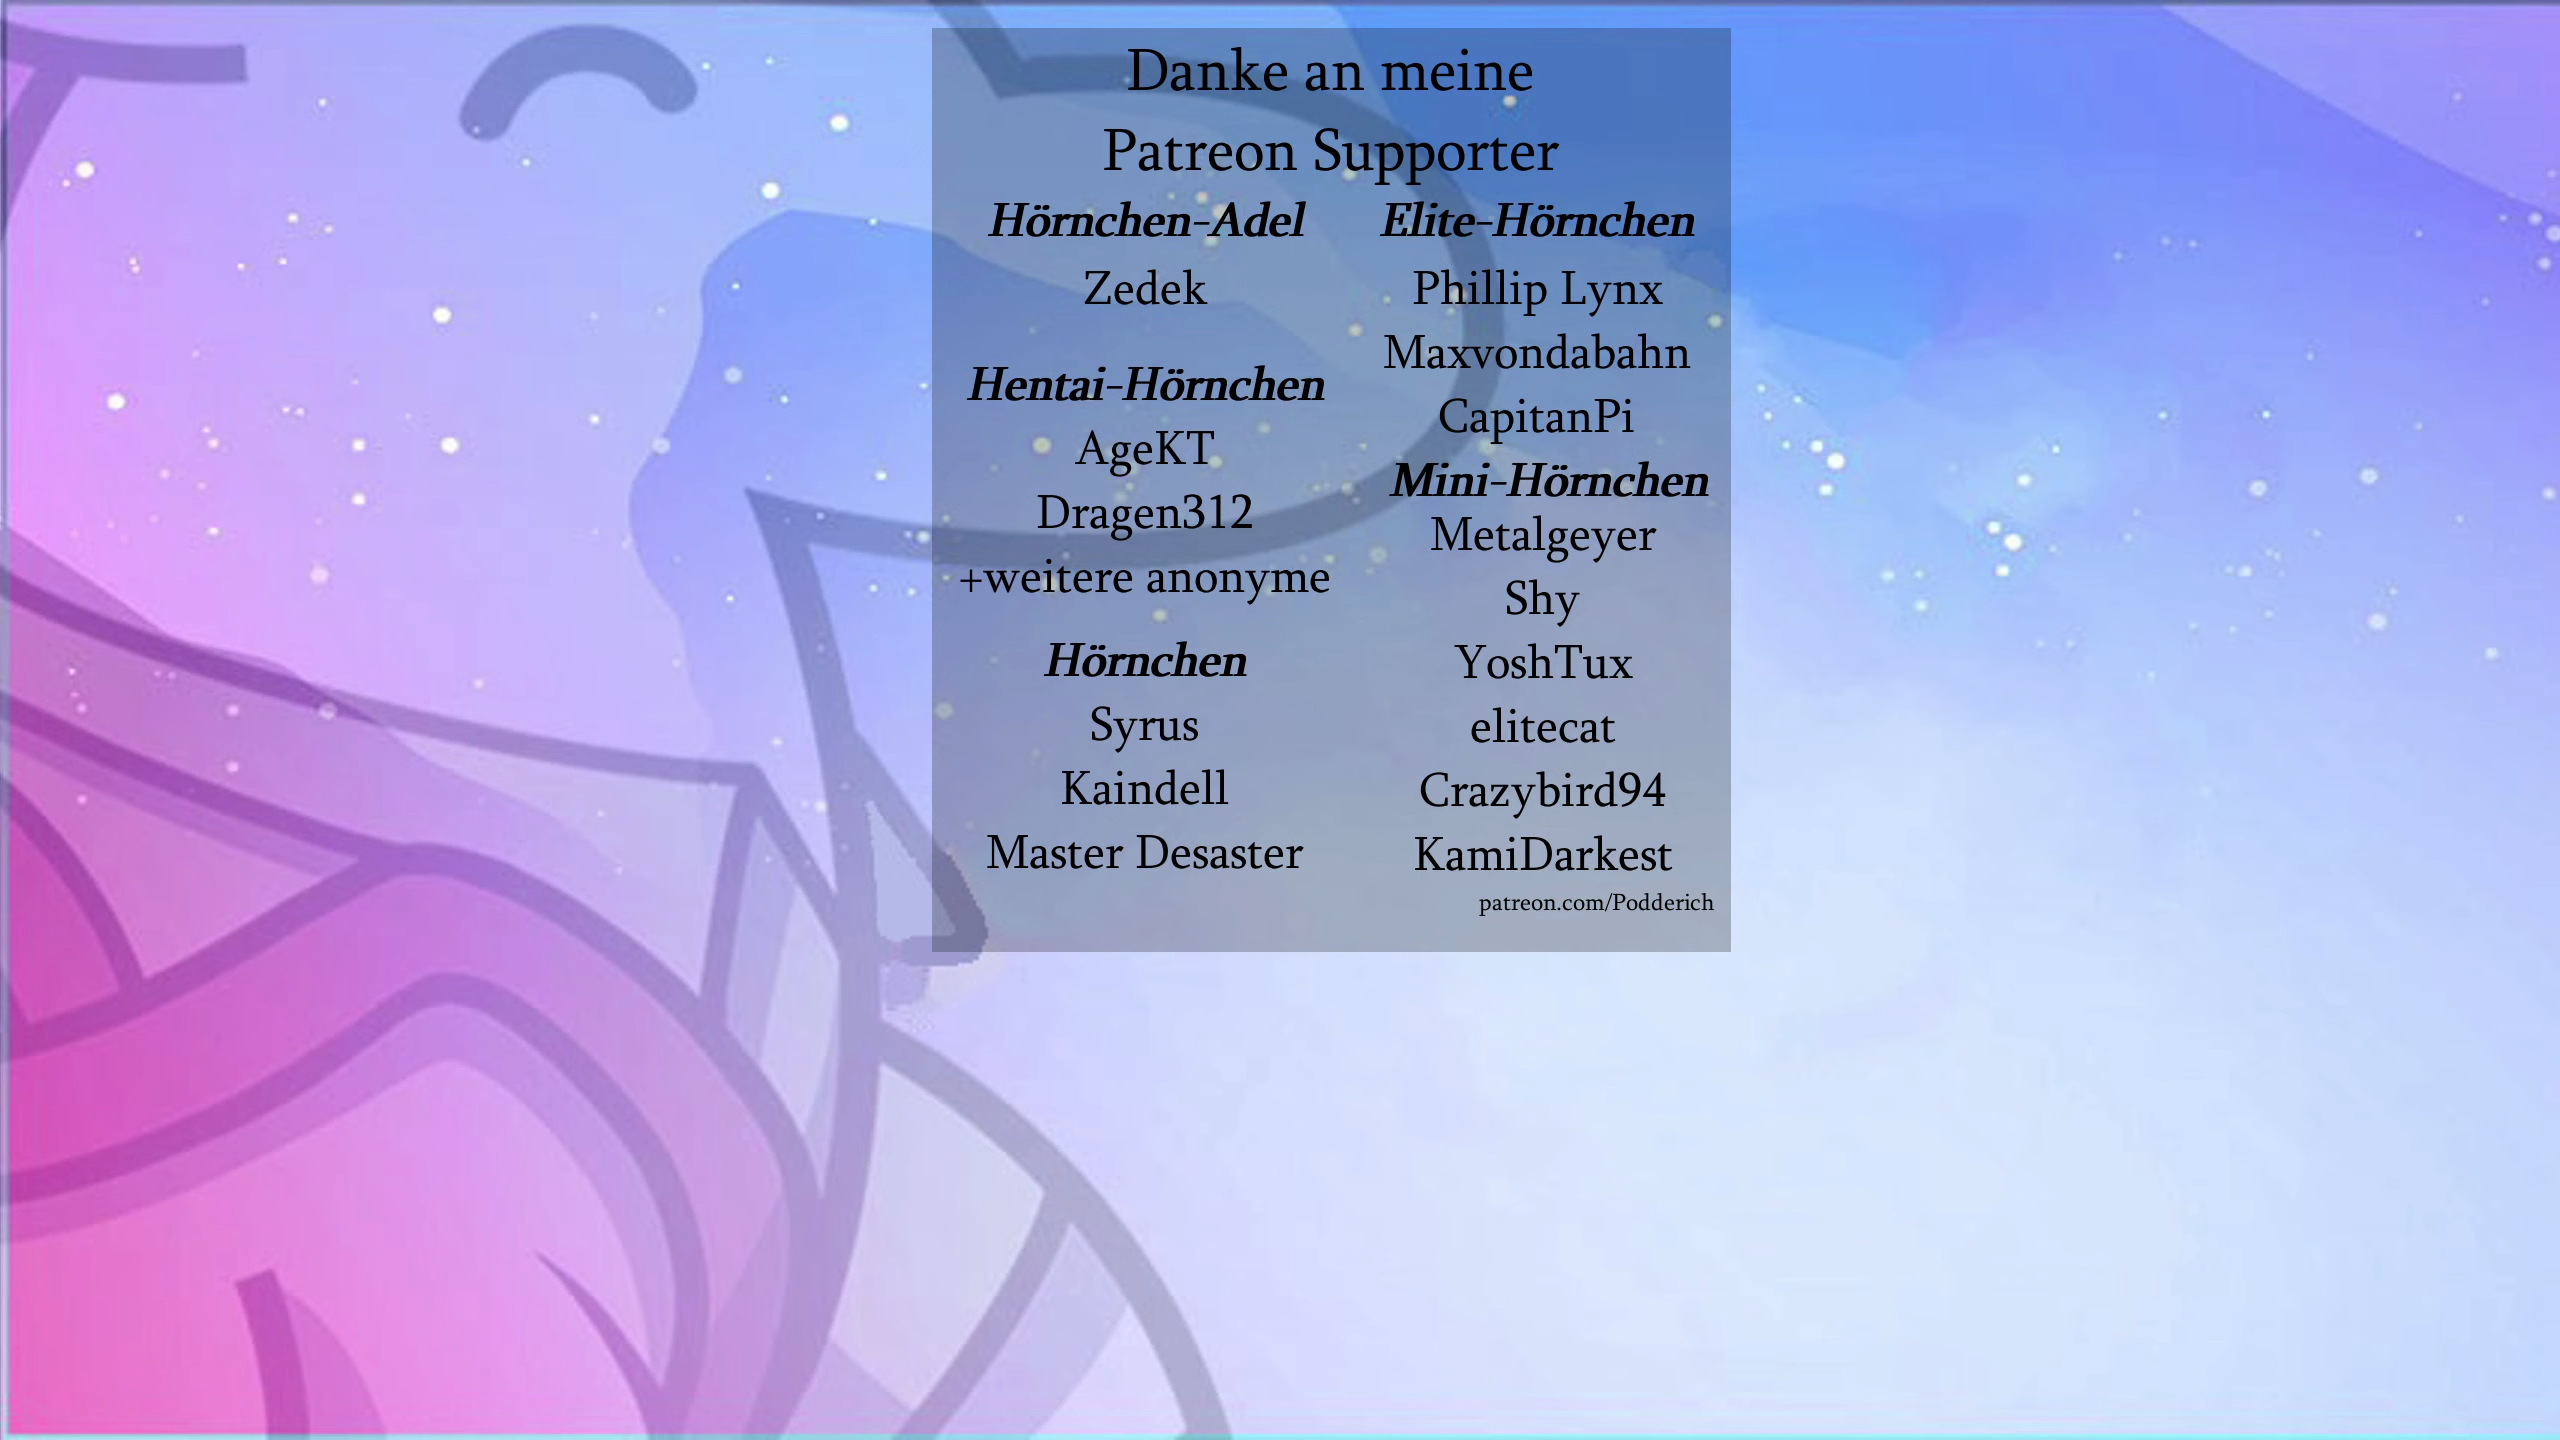 Danke an meine
Patreon Supporter
Hörnchen-Adel
Zedek
Hentai-Hörnchen
AgeKT
Dragen312
+weitere anonyme
Hörnchen
Syrus
Kaindell
Master Desaster
Elite-Hörnchen
Phillip Lynx
Maxvondabahn
CapitanPi
Mini-Hörnchen
Metalgeyer
Shy
YoshTux
elitecat
Crazybird94
KamiDarkest
patreon.com/Podderich